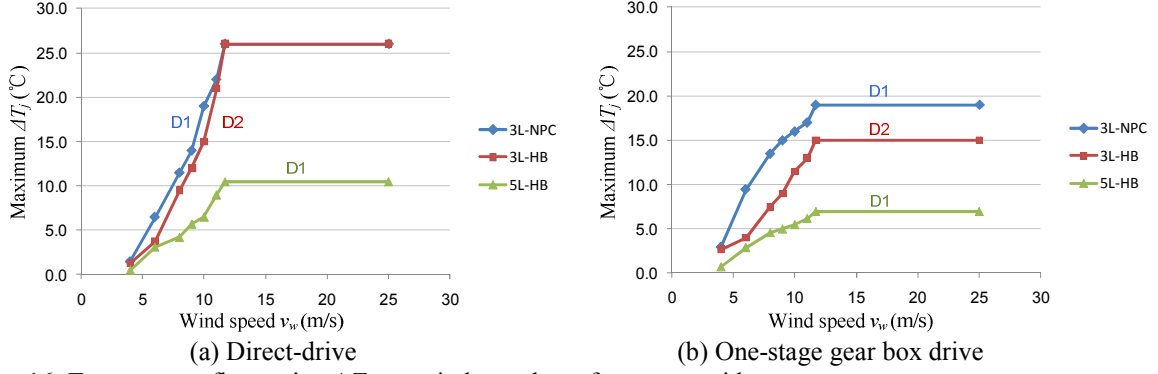 30.0
25.0
20.0
15.0
10.0
5.0
0.0
Maximum ΔTj (℃)
D1
D2
D1
0 5 10 15 20 25 30
Wind speed vw (m/s)
3L-NPC
3L-HB
5L-HB
(a) Direct-drive
30.0
25.0
20.0
15.0
10.0
5.0
0.0
Maximum ΔTj (℃)
D1
D2
D1
0 5 10 15 20 25 30
Wind speed vw (m/s)
3L-NPC
3L-HB
5L-HB
(b) One-stage gear box drive